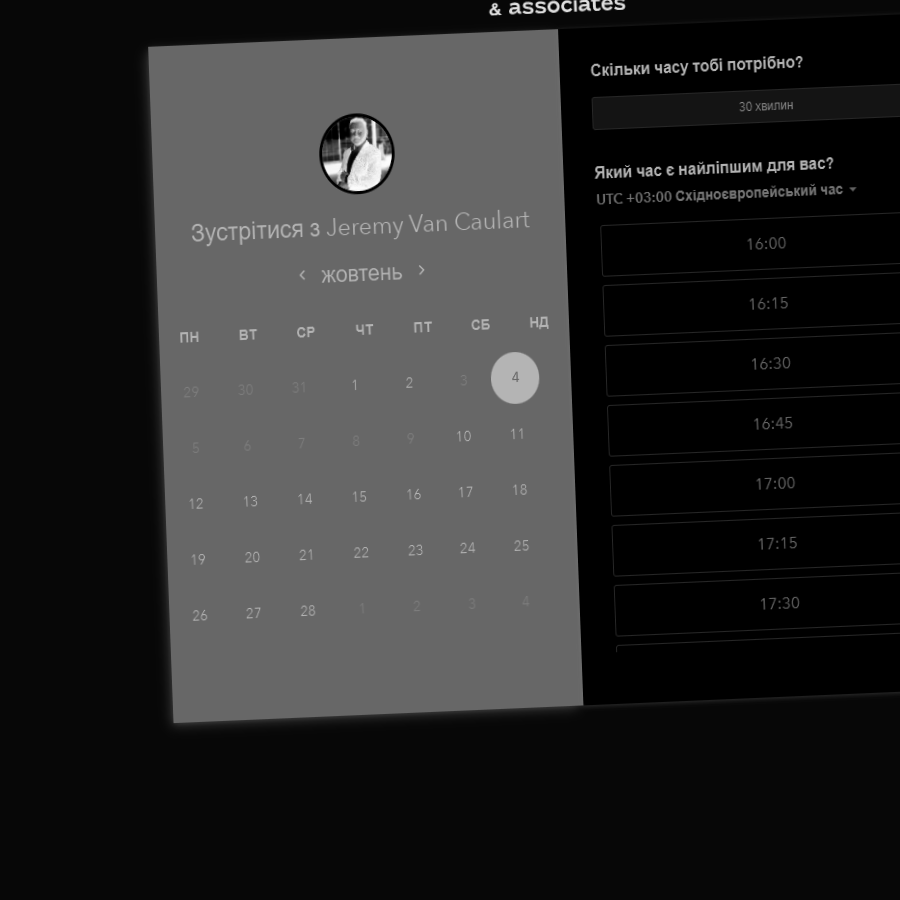 & associates
Зустрітися з Jeremy Van Caulart
жовтень
ПН ВТ СР ЧТ ПТ СБ НД
29 30 31 1 2 3 4
5 6 7 8 9 10 11
12 13 14 15 16 17 18
19 20 21 22 23 24 25
26 27 28 1 2 3 4
Скільки часу тобі потрібно?
30 хвилин
Який час є найліпшим для вас?
UTC +03:00 Східноєвропейський час
16:00
16:15
16:30
16:45
17:00
17:15
17:30